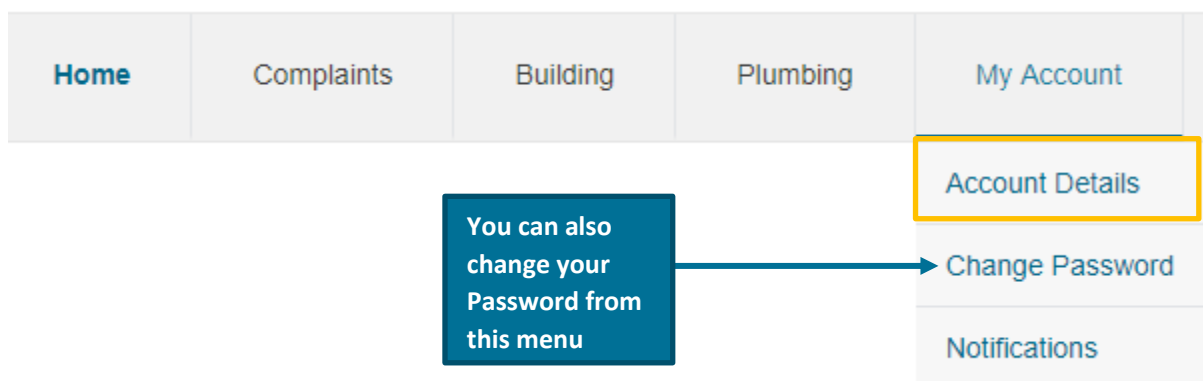 Home Complaints Building Plumbing My Account
Account Details
You can also
change your
Password from
this menu
Change Password
Notifications